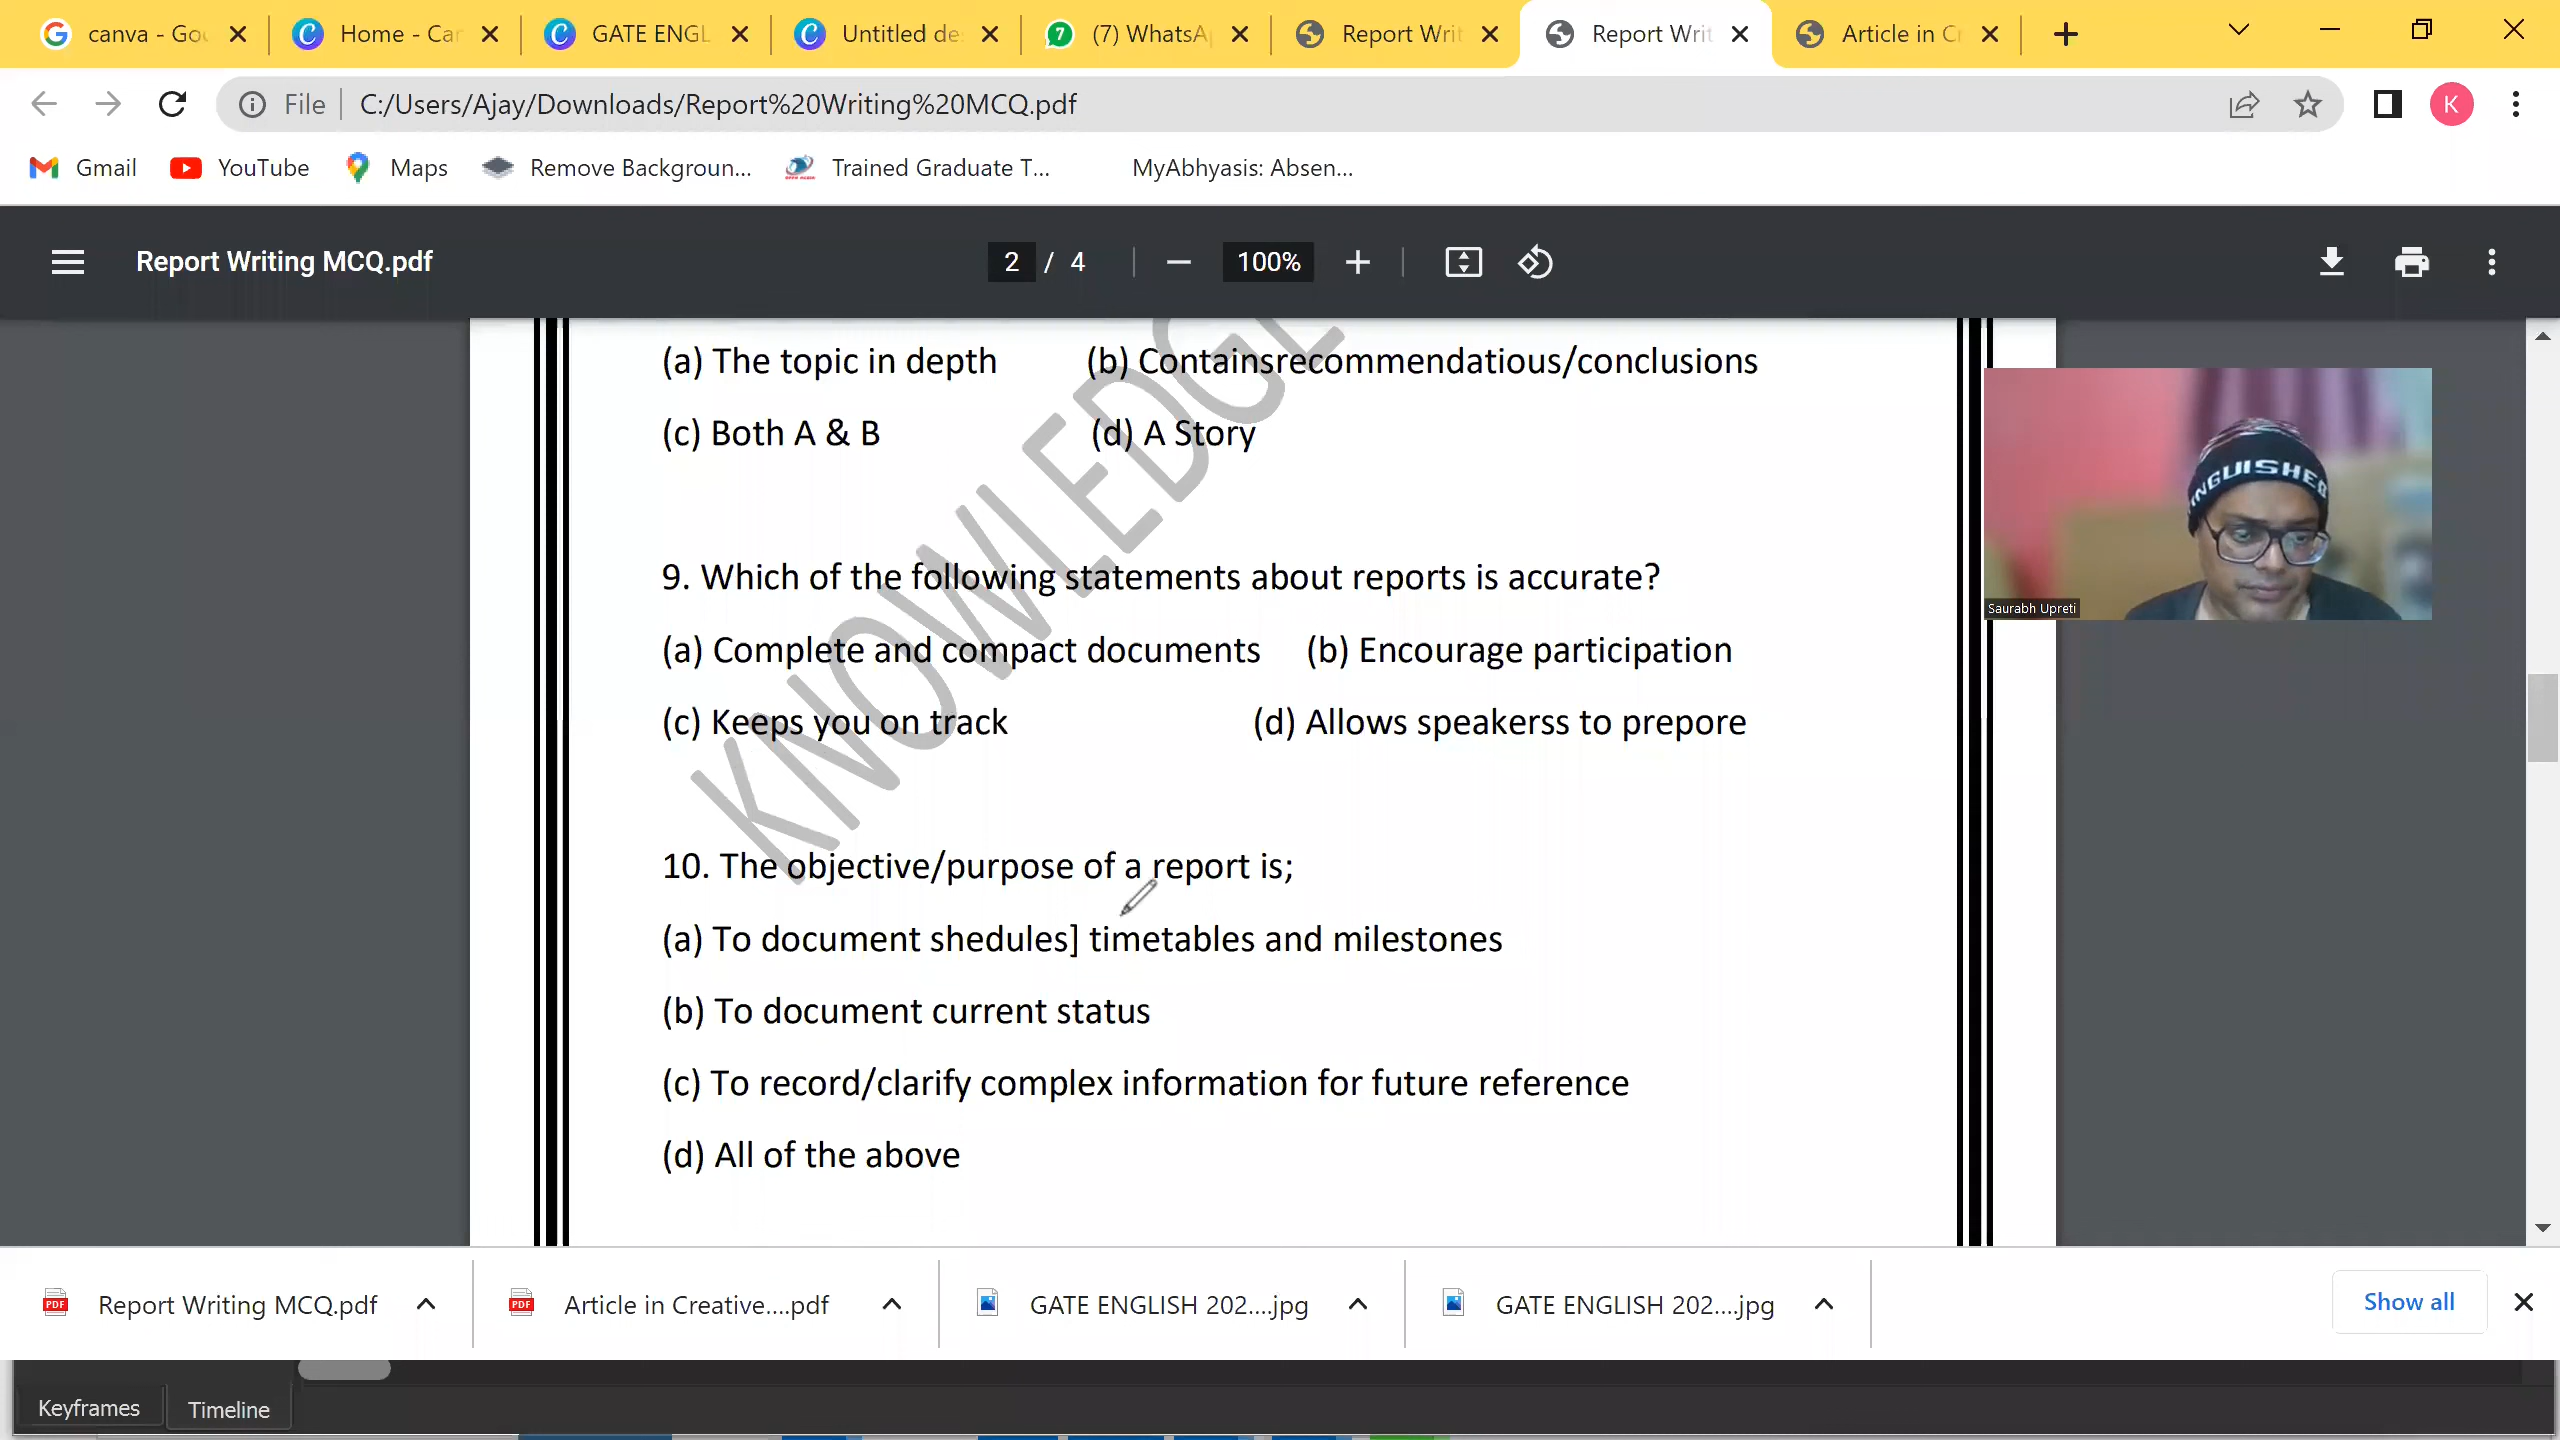 canva - Go
Home - Ca
GATE ENGL
Untitled de
(7) WhatsA
Report Writ
Report Writ
Article in C
File
C:/Users/Ajay/Downloads/Report%20Writing%20MCQ.pdf
K
Gmail
YouTube
Maps
Remove Backgroun...
Trained Graduate T...
MyAbhyasis: Absen...
Report Writing MCQ.pdf
2 / 4
100%
(a) The topic in depth (b) Containsrecommendatious/conclusions
(c) Both A & B (d) A Story
KNOWLEDGE
NGUISHED
Saurabh Upreti
9. Which of the following statements about reports is accurate?
(a) Complete and compact documents (b) Encourage participation
(c) Keeps you on track (d) Allows speakerss to prepore
10. The objective/purpose of a report is;
(a) To document shedules] timetables and milestones
(b) To document current status
(c) To record/clarify complex information for future reference
(d) All of the above
Report Writing MCQ.pdf
Article in Creative....pdf
GATE ENGLISH 202....jpg
GATE ENGLISH 202....jpg
Show all
Keyframes
Timeline